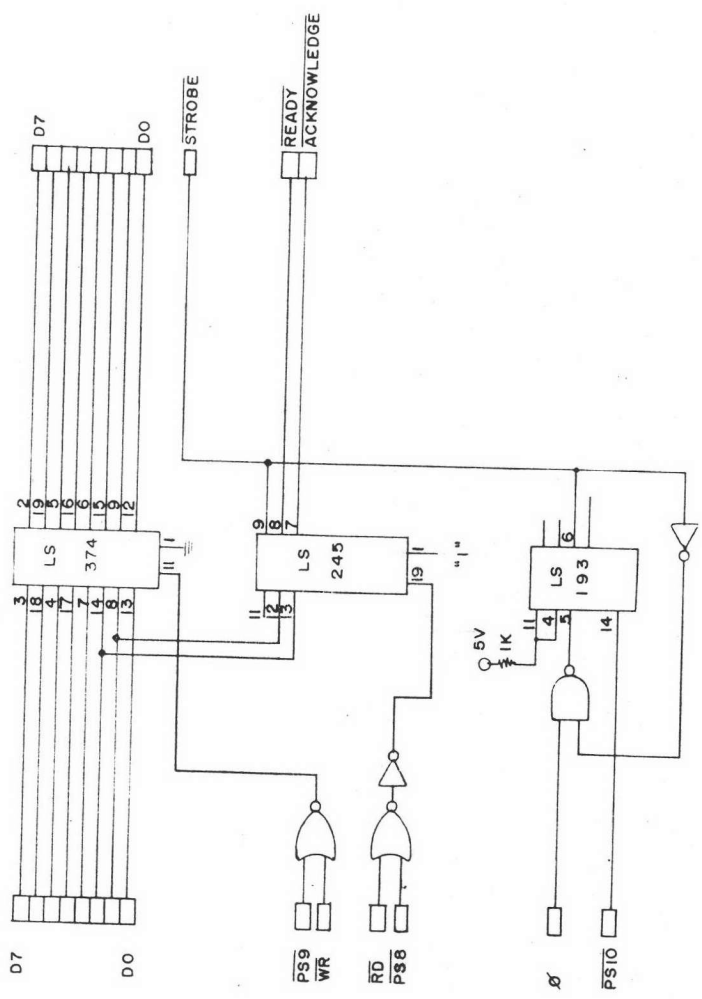 D7
D0
STROBE
READY
ACKNOWLEDGE
2
19
5
16
6
15
9
12
LS
374
1
11
3
18
4
17
7
14
8
13
9
8
7
LS
245
1
19
"1"
11
12
13
6
LS
193
11
4
5
14
5V
1K
D7
D0
PS9
WR
RD
PS8
Ø
PS10